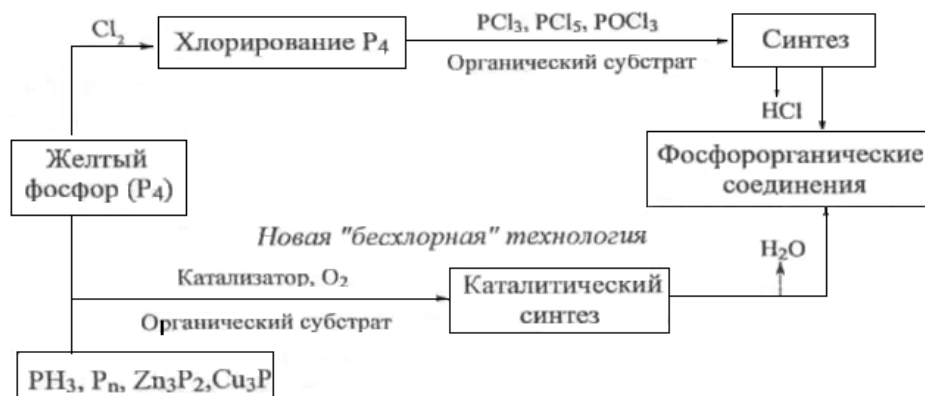 Cl₂
Хлорирование P₄
PCl₃, PCl₅, POCl₃
Органический субстрат
Синтез
HCl
Желтый
фосфор (P₄)
Фосфорорганические
соединения
Новая "бесхлорная" технология
H₂O
Катализатор, O₂
Органический субстрат
Каталитический
синтез
PH₃, Pₙ, Zn₃P₂,Cu₃P